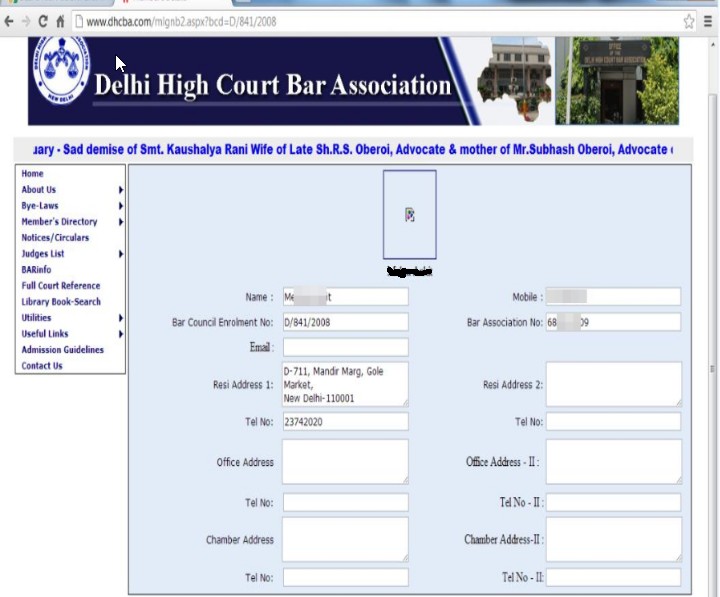 www.dhcba.com/mlgnb2.aspx?bcd=D/841/2008
NEW DELHI
Delhi High Court Bar Association
OFFICE
OF THE
DELHI HIGH COURT BAR ASSOCIATION
uary - Sad demise of Smt. Kaushalya Rani Wife of Late Sh.R.S. Oberoi, Advocate & mother of Mr.Subhash Oberoi, Advocate
Home
About Us
Bye-Laws
Member's Directory
Notices/Circulars
Judges List
BARinfo
Full Court Reference
Library Book-Search
Utilities
Useful Links
Admission Guidelines
Contact Us
Name : Me t Mobile :
Bar Council Enrolment No: D/841/2008 Bar Association No: 68 09
Email :
Resi Address 1: D-711, Mandir Marg, Gole Resi Address 2:
Market,
New Delhi-110001
Tel No: 23742020 Tel No:
Office Address Office Address - II :
Tel No: Tel No - II :
Chamber Address Chamber Address-II :
Tel No: Tel No - II: